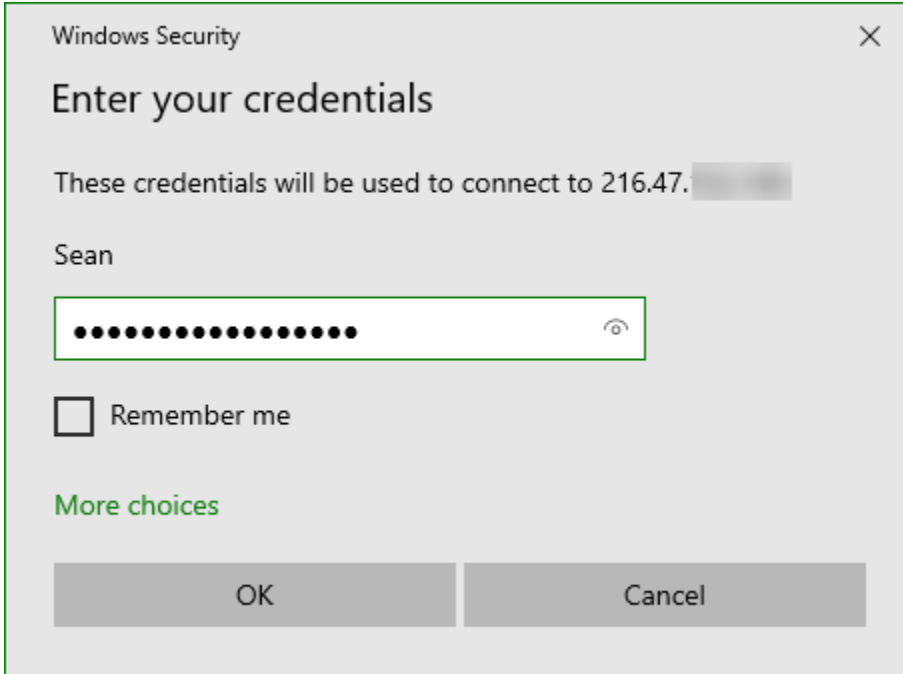 Windows Security
Enter your credentials
These credentials will be used to connect to 216.47.
Sean
•••••••••••••••••
Remember me
More choices
OK
Cancel